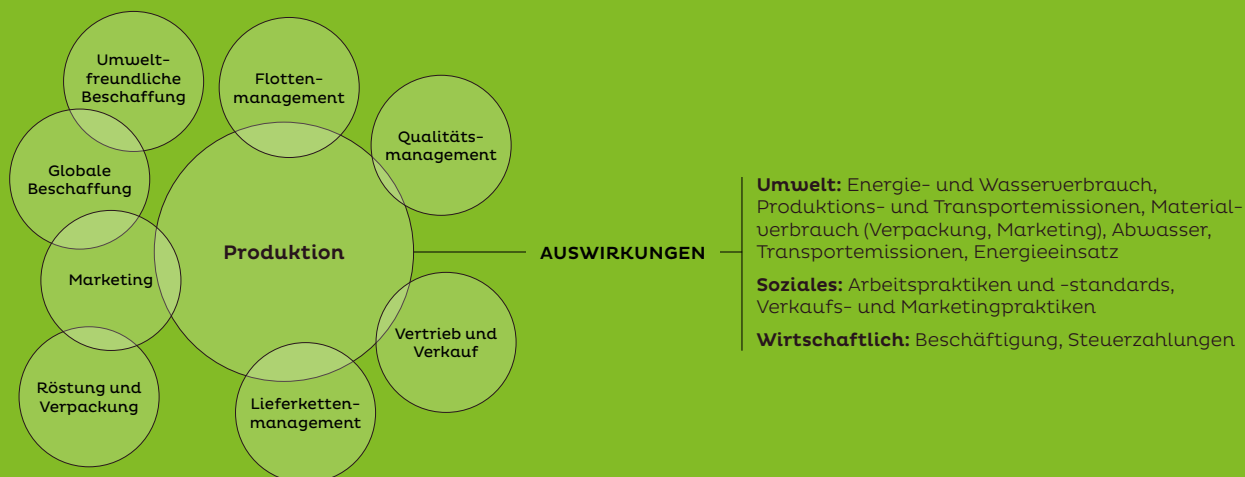 Umwelt-
freundliche
Beschaffung
Flotten-
management
Qualitäts-
management
Globale
Beschaffung
Produktion
Marketing
Vertrieb und
Verkauf
Röstung und
Verpackung
Lieferketten-
management
AUSWIRKUNGEN
Umwelt: Energie- und Wasserverbrauch,
Produktions- und Transportemissionen, Material-
verbrauch (Verpackung, Marketing), Abwasser,
Transportemissionen, Energieeinsatz
Soziales: Arbeitspraktiken und -standards,
Verkaufs- und Marketingpraktiken
Wirtschaftlich: Beschäftigung, Steuerzahlungen